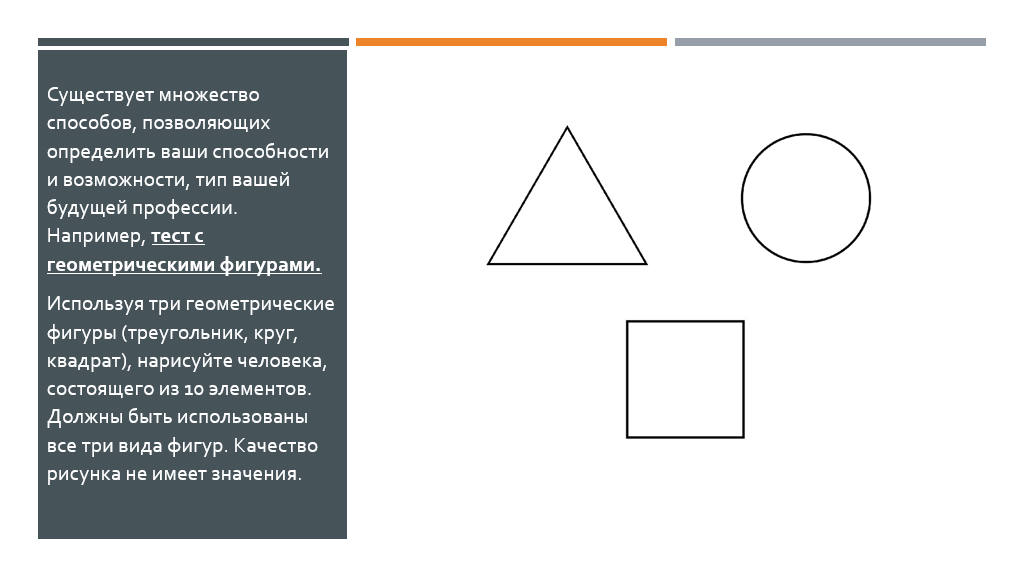 Существует множество
способов, позволяющих
определить ваши способности
и возможности, тип вашей
будущей профессии.
Например, тест с
геометрическими фигурами.
Используя три геометрические
фигуры (треугольник, круг,
квадрат), нарисуйте человека,
состоящего из 10 элементов.
Должны быть использованы
все три вида фигур. Качество
рисунка не имеет значения.